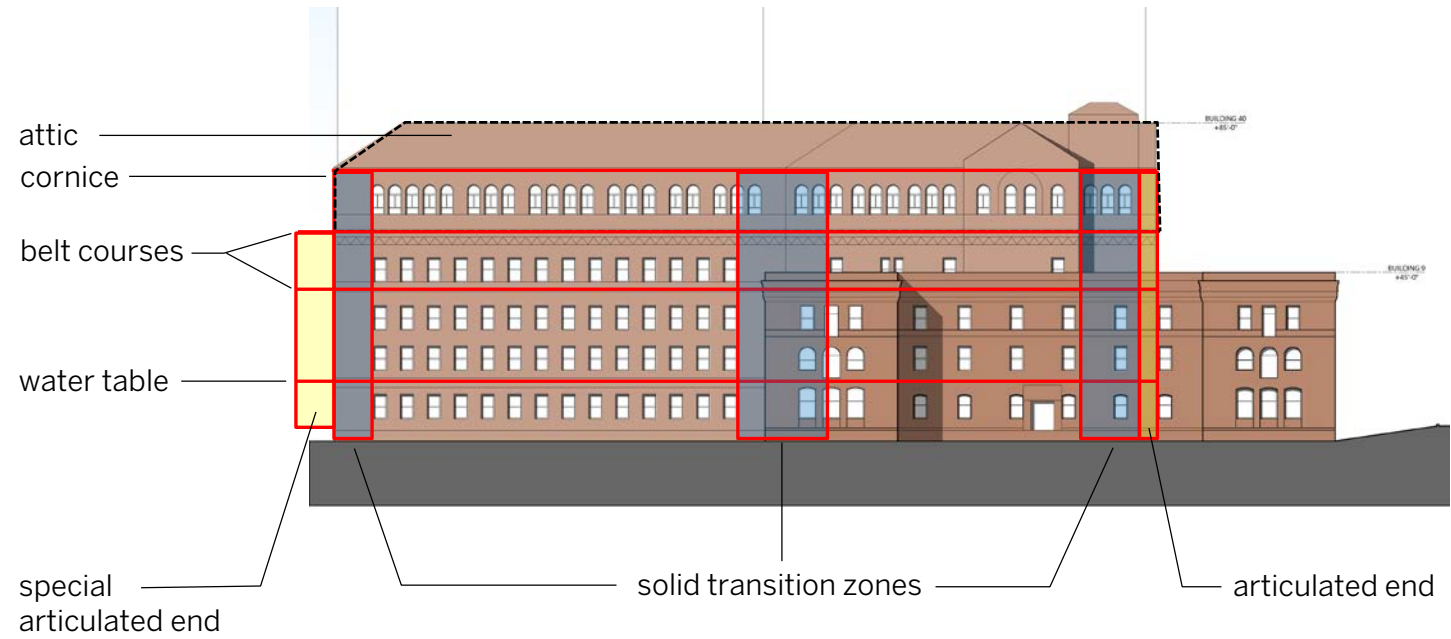 attic
BUILDING 40
+85'-0"
cornice
belt courses
BUILDING 9
+45'-0"
water table
special
articulated end
solid transition zones
articulated end